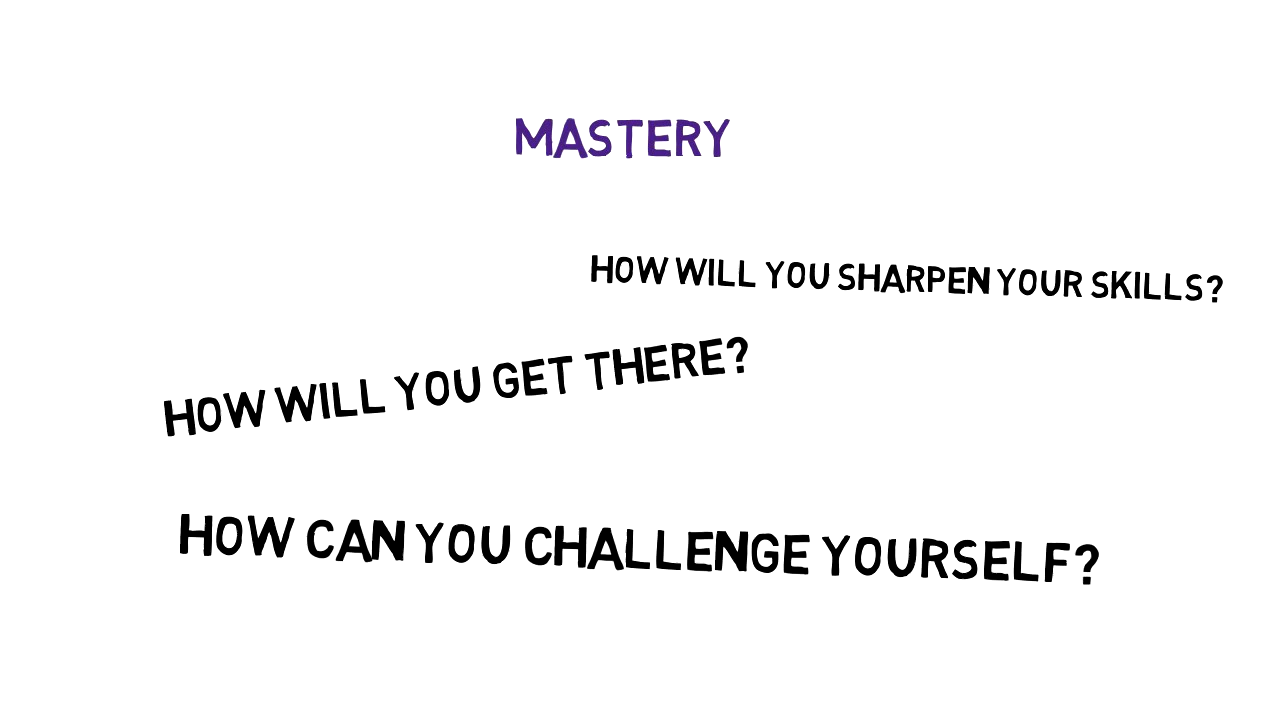 MASTERY
HOW WILL YOU SHARPEN YOUR SKILLS?
HOW WILL YOU GET THERE?
HOW CAN YOU CHALLENGE YOURSELF?